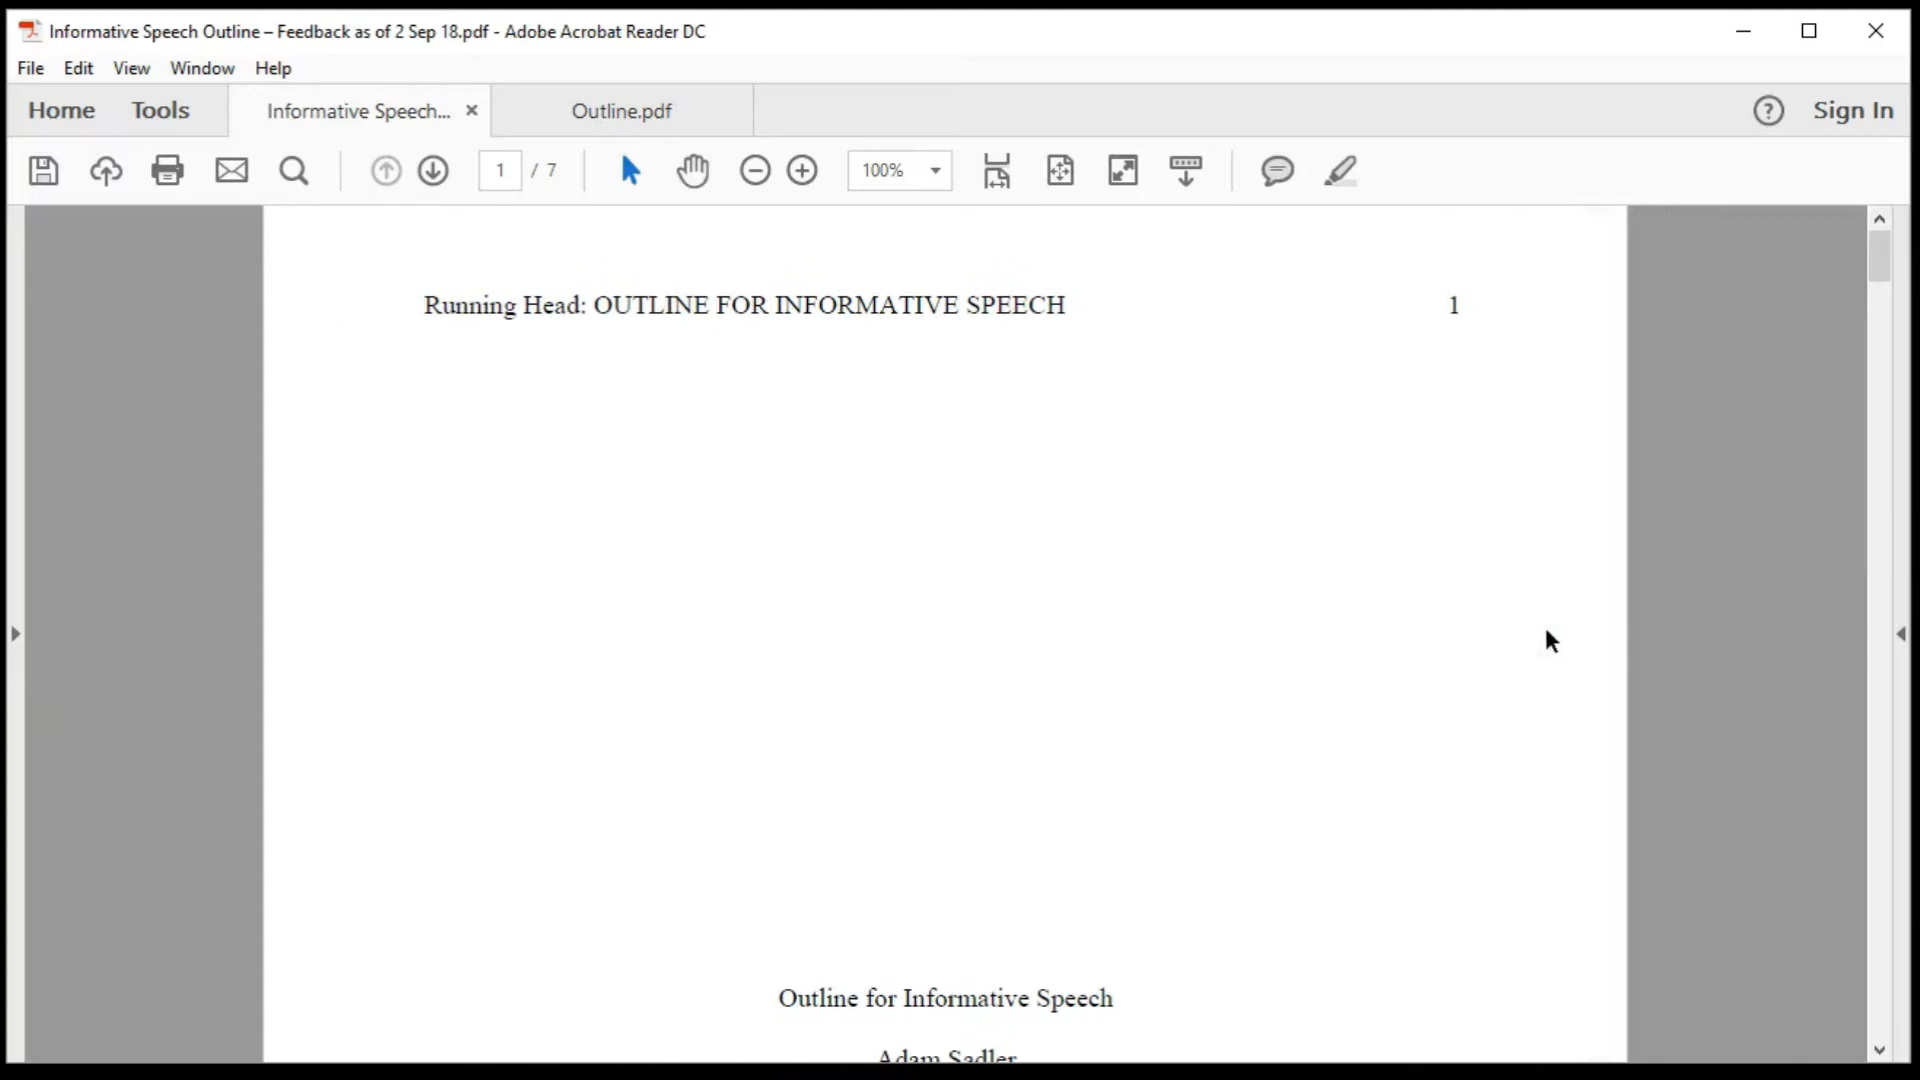 Informative Speech Outline – Feedback as of 2 Sep 18.pdf - Adobe Acrobat Reader DC
File Edit View Window Help
Home Tools Informative Speech... Outline.pdf Sign In
1 / 7 100%
Running Head: OUTLINE FOR INFORMATIVE SPEECH 1
Outline for Informative Speech
Adam Sadler